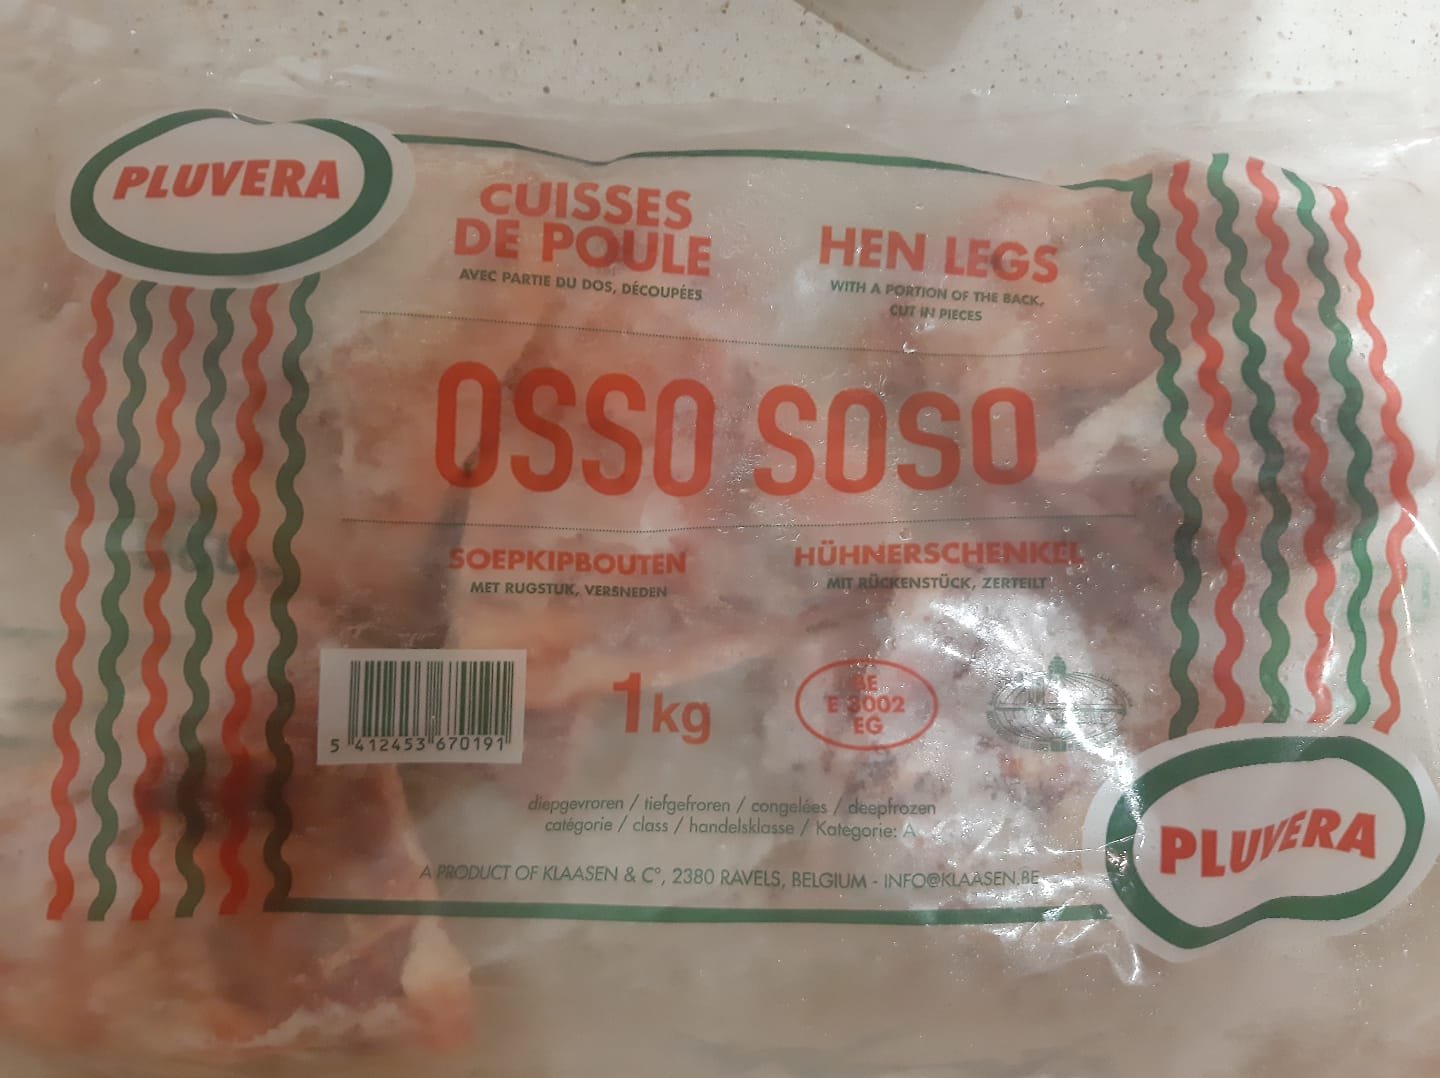 PLUVERA
CUISSES
DE POULE
AVEC PARTIE DU DOS, DÉCOUPÉES
HEN LEGS
WITH A PORTION OF THE BACK,
CUT IN PIECES
OSSO SOSO
SOEPKIPBOUTEN
MET RUGSTUK, VERSNEDEN
HÜHNERSCHENKEL
MIT RÜCKENSTÜCK, ZERTEILT
5 412453 670191
1kg
BE
E 3002
EG
diepgevroren / tiefgefroren / congelées / deepfrozen
catégorie / class / handelsklasse / Kategorie: A
A PRODUCT OF KLAASEN & C°, 2380 RAVELS, BELGIUM - INFO@KLAASEN.BE
PLUVERA